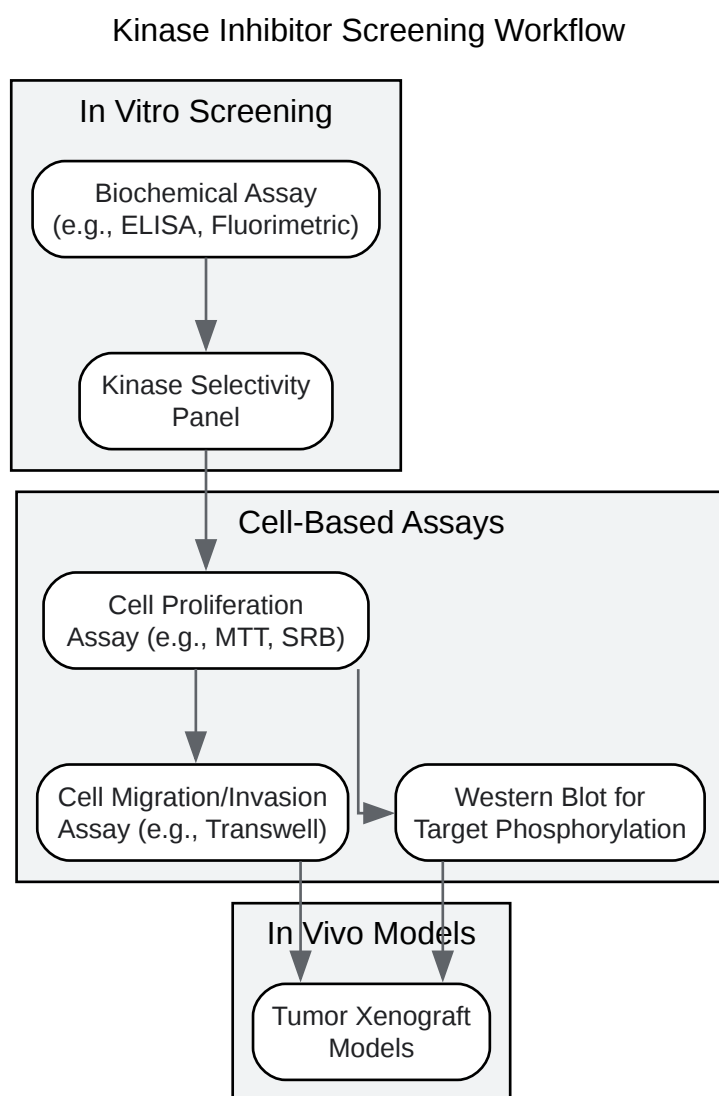 Kinase Inhibitor Screening Workflow
In Vitro Screening
Biochemical Assay
(e.g., ELISA, Fluorimetric)
Kinase Selectivity
Panel
Cell-Based Assays
Cell Proliferation
Assay (e.g., MTT, SRB)
Cell Migration/Invasion
Assay (e.g., Transwell)
Western Blot for
Target Phosphorylation
In Vivo Models
Tumor Xenograft
Models